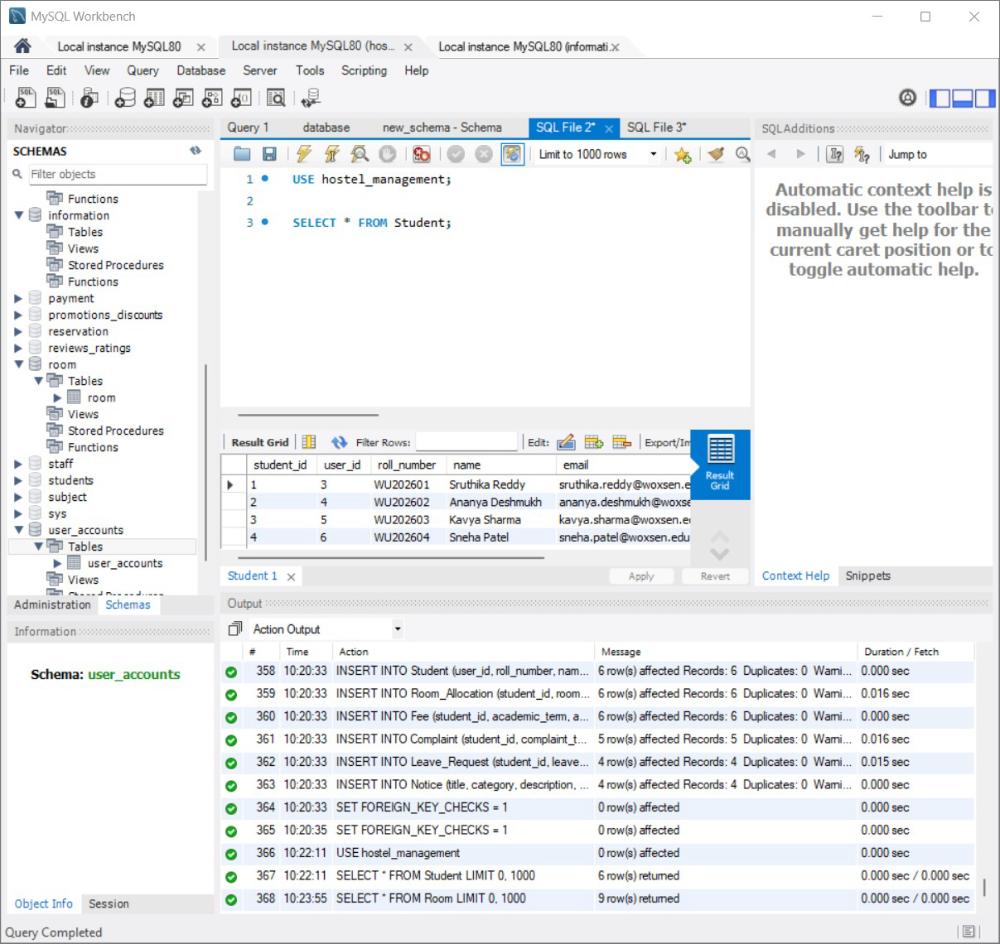 MySQL Workbench
Local instance MySQL80
Local instance MySQL80 (hos...
Local instance MySQL80 (informati...
File Edit View Query Database Server Tools Scripting Help
Navigator
SCHEMAS
Filter objects
Functions
information
Tables
Views
Stored Procedures
Functions
payment
promotions_discounts
reservation
reviews_ratings
room
Tables
room
Views
Stored Procedures
Functions
staff
students
subject
sys
user_accounts
Tables
user_accounts
Views
Administration Schemas
Information
Schema: user_accounts
Object Info Session
Query 1 database new_schema - Schema SQL File 2* SQL File 3*
Limit to 1000 rows
1 USE hostel_management;
2
3 SELECT * FROM Student;
Result Grid Filter Rows: Edit: Export/Im
student_id user_id roll_number name email
1 3 WU202601 Sruthika Reddy sruthika.reddy@woxsen.e
2 4 WU202602 Ananya Deshmukh ananya.deshmukh@woxse
3 5 WU202603 Kavya Sharma kavya.sharma@woxsen.e
4 6 WU202604 Sneha Patel sneha.patel@woxsen.edu
Result
Grid
Student 1 Apply Revert
SQLAdditions
Jump to
Automatic context help is
disabled. Use the toolbar t
manually get help for the
current caret position or to
toggle automatic help.
Context Help Snippets
Output
Action Output
# Time Action Message Duration / Fetch
358 10:20:33 INSERT INTO Student (user_id, roll_number, nam... 6 row(s) affected Records: 6 Duplicates: 0 Warni... 0.000 sec
359 10:20:33 INSERT INTO Room_Allocation (student_id, room... 6 row(s) affected Records: 6 Duplicates: 0 Warni... 0.016 sec
360 10:20:33 INSERT INTO Fee (student_id, academic_term, a... 6 row(s) affected Records: 6 Duplicates: 0 Warni... 0.000 sec
361 10:20:33 INSERT INTO Complaint (student_id, complaint_t... 5 row(s) affected Records: 5 Duplicates: 0 Warni... 0.016 sec
362 10:20:33 INSERT INTO Leave_Request (student_id, leave... 4 row(s) affected Records: 4 Duplicates: 0 Warni... 0.015 sec
363 10:20:33 INSERT INTO Notice (title, category, description, ... 4 row(s) affected Records: 4 Duplicates: 0 Warni... 0.000 sec
364 10:20:33 SET FOREIGN_KEY_CHECKS = 1 0 row(s) affected 0.000 sec
365 10:20:35 SET FOREIGN_KEY_CHECKS = 1 0 row(s) affected 0.000 sec
366 10:22:11 USE hostel_management 0 row(s) affected 0.000 sec
367 10:22:11 SELECT * FROM Student LIMIT 0, 1000 6 row(s) returned 0.000 sec / 0.000 sec
368 10:23:55 SELECT * FROM Room LIMIT 0, 1000 9 row(s) returned 0.000 sec / 0.000 sec
Query Completed